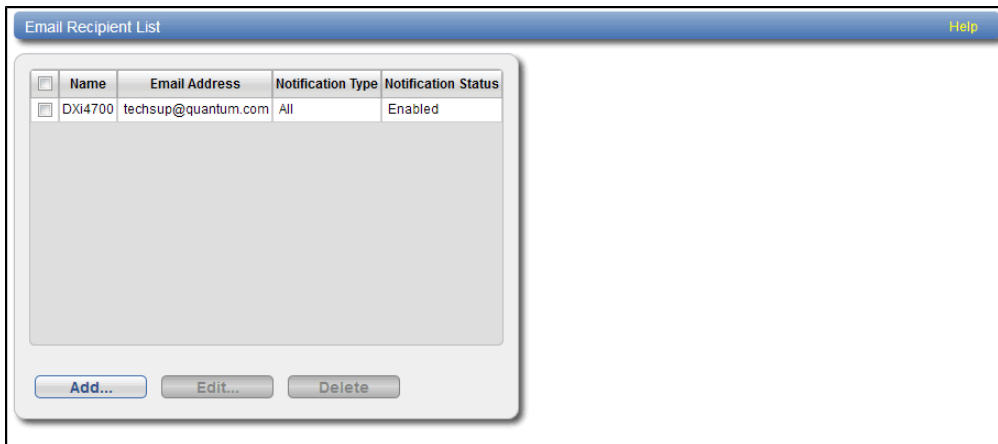 Email Recipient List Help
Name Email Address Notification Type Notification Status
DXi4700 techsup@quantum.com All Enabled
Add... Edit... Delete